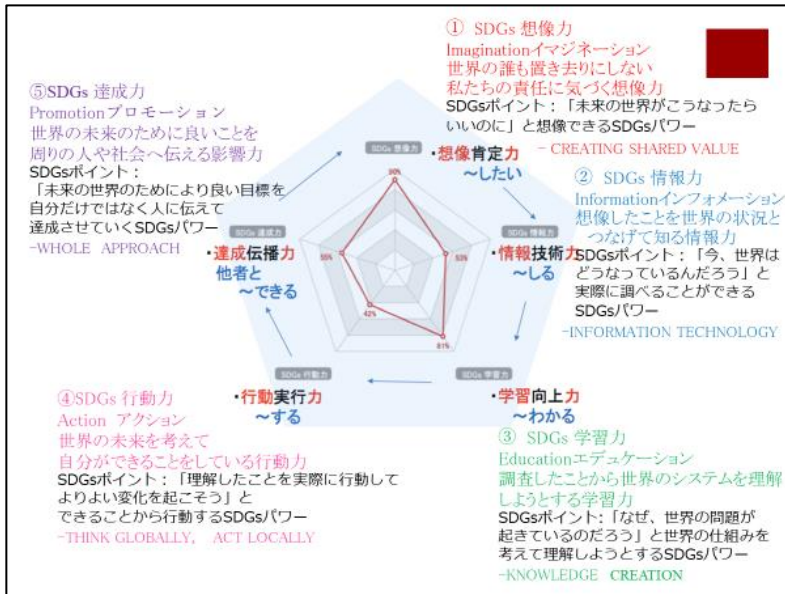 ① SDGs 想像力
Imaginationイマジネーション
世界の誰も置き去りにしない
私たちの責任に気づく想像力
SDGsポイント：「未来の世界がこうなったら
いいのに」と想像できるSDGsパワー
－CREATING SHARED VALUE
② SDGs 情報力
Informationインフォメーション
想像したことを世界の状況と
つなげて知る情報力
SDGsポイント：「今、世界は
どうなっているんだろう」と
実際に調べることができる
SDGsパワー
-INFORMATION TECHNOLOGY
③ SDGs 学習力
Educationエデュケーション
調査したことから世界のシステムを理解
しようとする学習力
SDGsポイント：「なぜ、世界の問題が
起きているのだろう」と世界の仕組みを
考えて理解しようとするSDGsパワー
-KNOWLEDGE CREATION
④SDGs 行動力
Action アクション
世界の未来を考えて
自分ができることをしている行動力
SDGsポイント：「理解したことを実際に行動して
よりよい変化を起こそう」と
できることから行動するSDGsパワー
-THINK GLOBALLY, ACT LOCALLY
⑤SDGs 達成力
Promotionプロモーション
世界の未来のために良いことを
周りの人や社会へ伝える影響力
SDGsポイント：
「未来の世界のためにより良い目標を
自分だけではなく人に伝えて
達成させていくSDGsパワー
-WHOLE APPROACH
SDGs 想像力
・想像肯定力
～したい
90%
SDGs 情報力
・情報技術力
～しる
53%
SDGs 学習力
・学習向上力
～わかる
81%
SDGs 行動力
・行動実行力
～する
42%
SDGs 達成力
・達成伝播力
他者と
～できる
55%